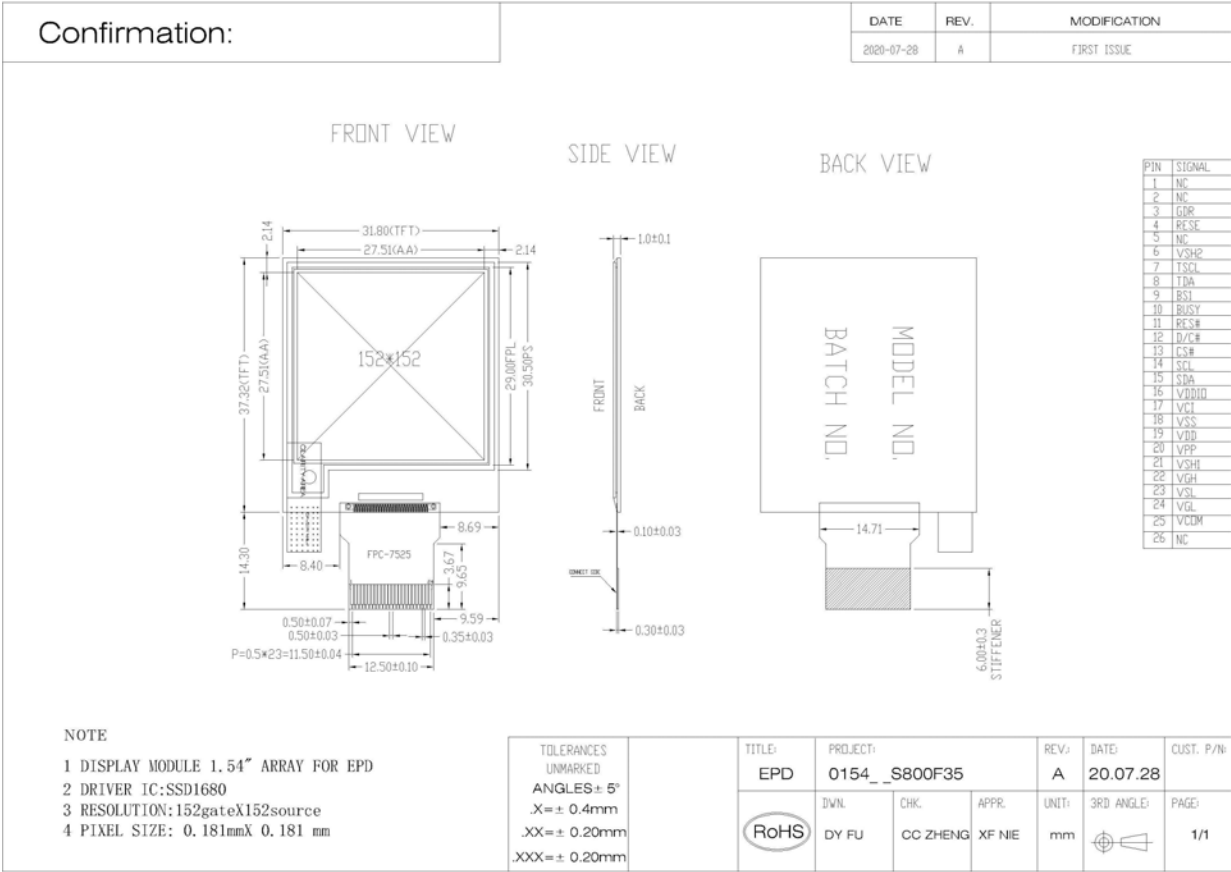 Confirmation:
DATE REV. MODIFICATION
2020-07-28 A FIRST ISSUE
FRONT VIEW
SIDE VIEW
BACK VIEW
2.14
31.80(TFT)
27.51(A.A)
2.14
1.0±0.1
37.32(TFT)
27.51(A.A)
152*152
29.00FPL
30.50PS
FRONT
BACK
MODEL NO.
BATCH NO.
14.30
8.40
FPC-7525
8.69
3.67
9.65
9.59
0.50±0.07
0.50±0.03
0.35±0.03
P=0.5*23=11.50±0.04
12.50±0.10
0.10±0.03
0.30±0.03
14.71
6.00±0.3
STIFFENER
PIN SIGNAL
1 NC
2 NC
3 GDR
4 RESE
5 NC
6 VSH2
7 TSCL
8 TDA
9 BS1
10 BUSY
11 RES#
12 D/C#
13 CS#
14 SCL
15 SDA
16 VDDIO
17 VCI
18 VSS
19 VDD
20 VPP
21 VSH1
22 VGH
23 VSL
24 VGL
25 VCOM
26 NC
NOTE
1 DISPLAY MODULE 1.54″ ARRAY FOR EPD
2 DRIVER IC:SSD1680
3 RESOLUTION:152gateX152source
4 PIXEL SIZE: 0.181mmX 0.181 mm
TOLERANCES
UNMARKED
ANGLES± 5°
.X=± 0.4mm
.XX=± 0.20mm
.XXX=± 0.20mm
TITLE: PROJECT: REV.: DATE: CUST. P/N:
EPD 0154_ _S800F35 A 20.07.28
DWN. CHK. APPR. UNIT: 3RD ANGLE: PAGE:
RoHS DY FU CC ZHENG XF NIE mm 1/1